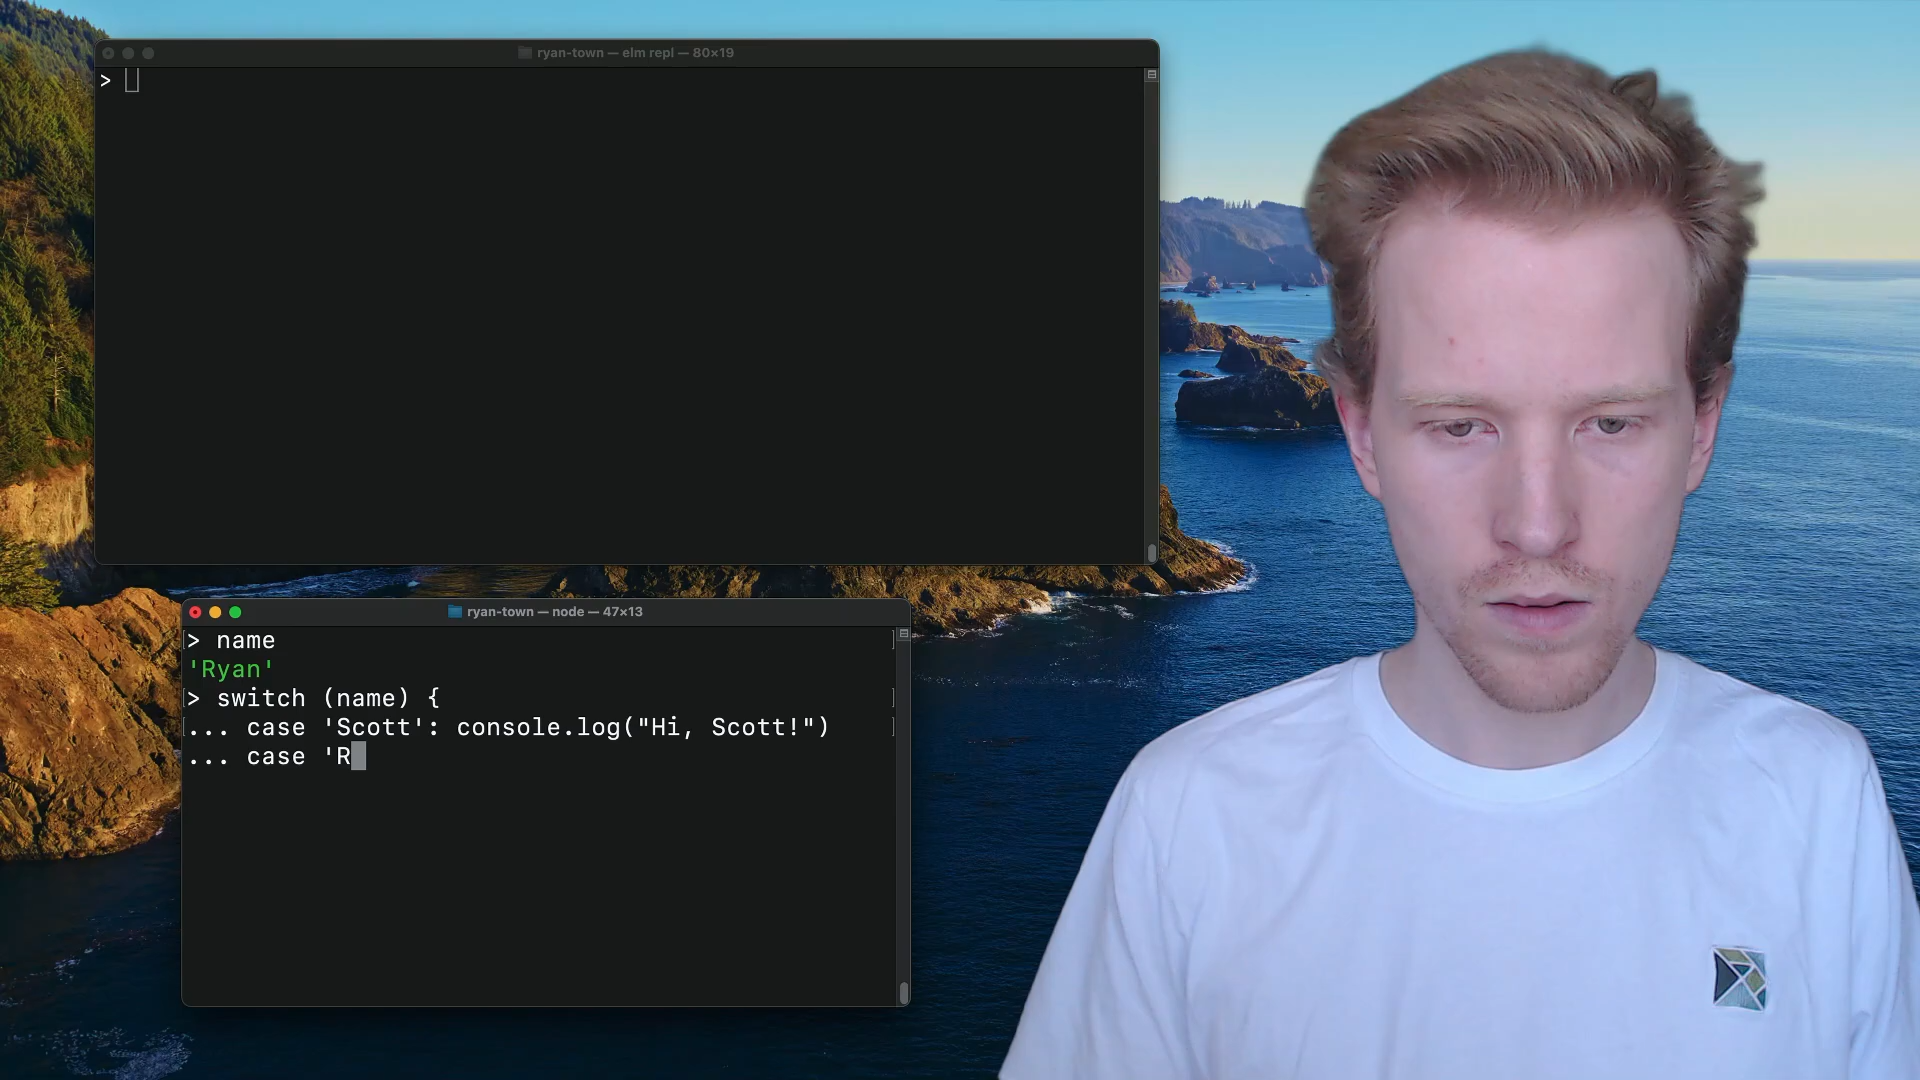 ryan-town — elm repl — 80×19
>
ryan-town — node — 47×13
> name
'Ryan'
> switch (name) {
... case 'Scott': console.log("Hi, Scott!")
... case 'R